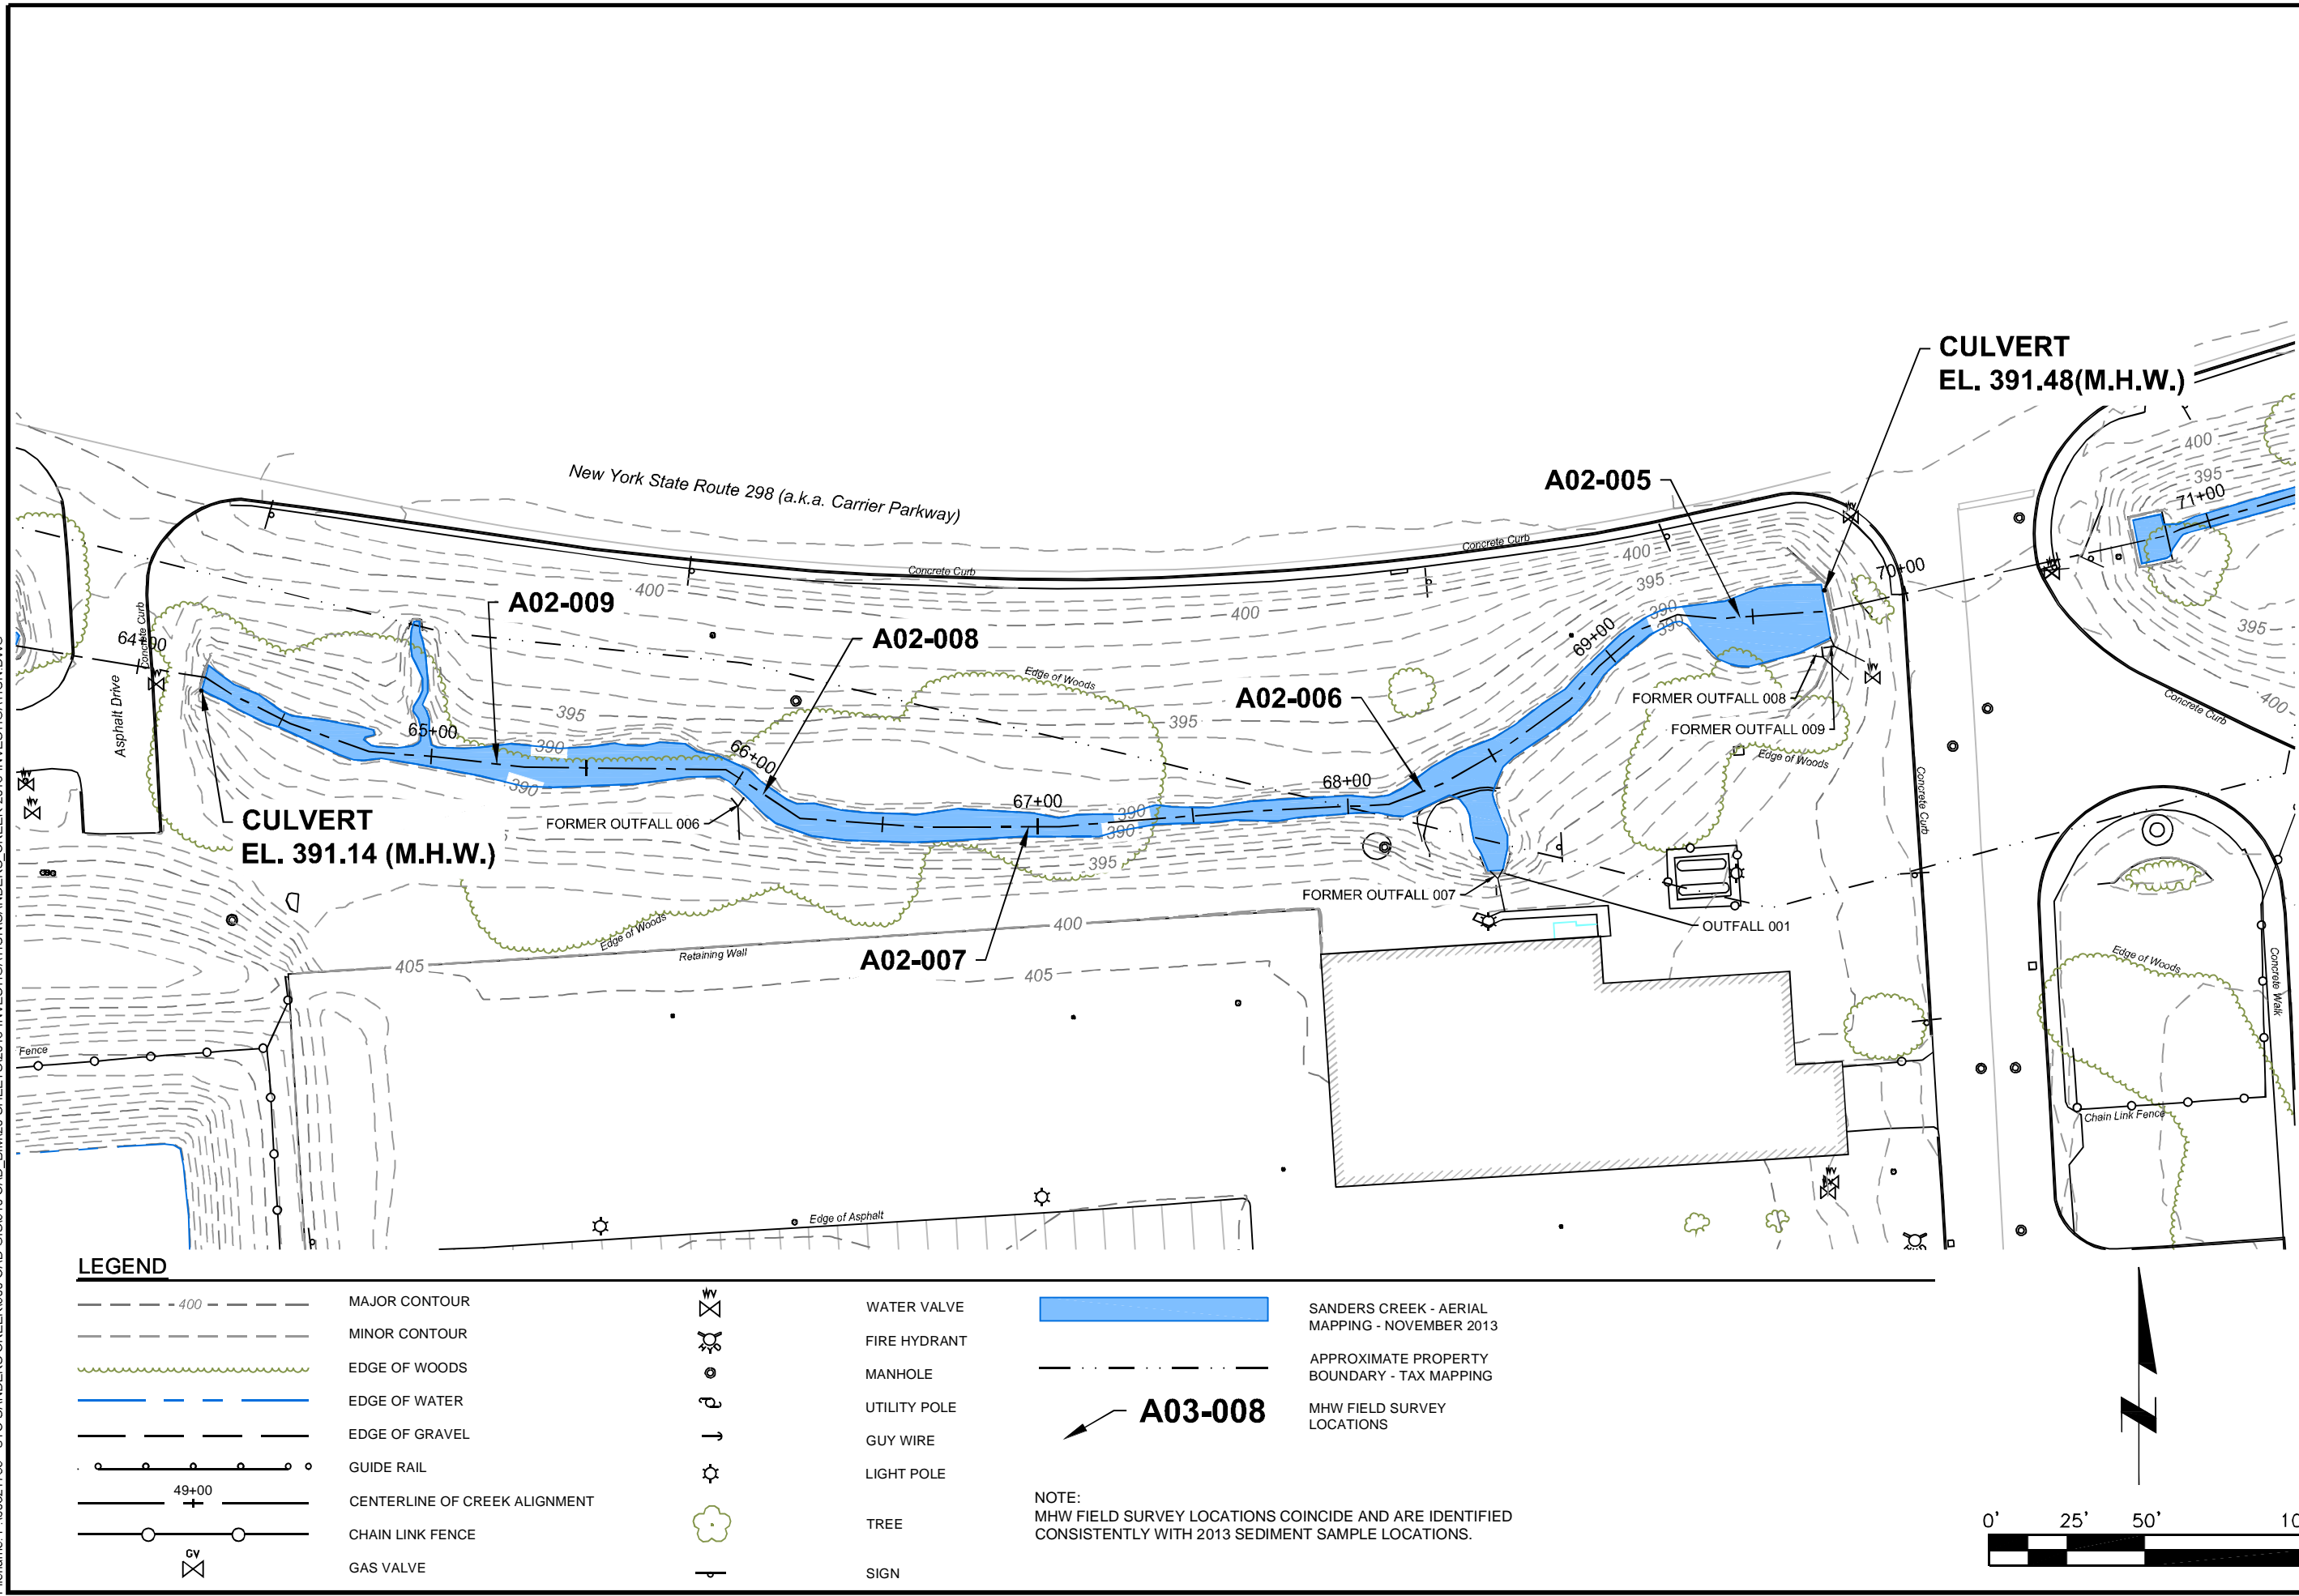 CULVERT
EL. 391.48(M.H.W.)
New York State Route 298 (a.k.a. Carrier Parkway)
A02-005
400
395
71+00
Concrete Curb
400
395
70+00
Concrete Curb
400
A02-009
400
390
390
395
64+00
Concrete Curb
A02-008
69+00
Edge of Woods
A02-006
FORMER OUTFALL 008
400
Asphalt Drive
395
395
Concrete Curb
65+00
390
66+00
FORMER OUTFALL 009
Edge of Woods
390
68+00
67+00
390
390
Concrete Curb
CULVERT
EL. 391.14 (M.H.W.)
FORMER OUTFALL 006
395
FORMER OUTFALL 007
OUTFALL 001
400
Edge of Woods
Retaining Wall
A02-007
405
405
Edge of Woods
Concrete Walk
Fence
Chain Link Fence
Edge of Asphalt
WV
WV
WV
WV
LEGEND
400
MAJOR CONTOUR
MINOR CONTOUR
EDGE OF WOODS
EDGE OF WATER
EDGE OF GRAVEL
GUIDE RAIL
49+00
CENTERLINE OF CREEK ALIGNMENT
CHAIN LINK FENCE
GV
GAS VALVE
WV
WATER VALVE
FIRE HYDRANT
MANHOLE
UTILITY POLE
GUY WIRE
LIGHT POLE
TREE
SIGN
SANDERS CREEK - AERIAL
MAPPING - NOVEMBER 2013
APPROXIMATE PROPERTY
BOUNDARY - TAX MAPPING
A03-008
MHW FIELD SURVEY
LOCATIONS
NOTE:
MHW FIELD SURVEY LOCATIONS COINCIDE AND ARE IDENTIFIED
CONSISTENTLY WITH 2013 SEDIMENT SAMPLE LOCATIONS.
N
0'
25'
50'